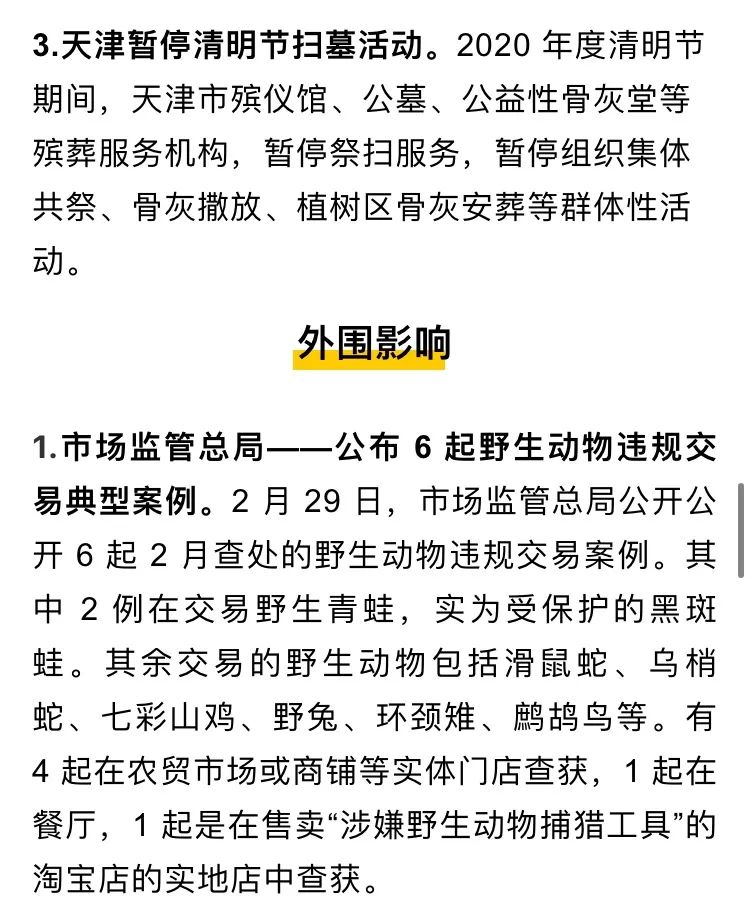 3.天津暂停清明节扫墓活动。2020 年度清明节
期间，天津市殡仪馆、公墓、公益性骨灰堂等
殡葬服务机构，暂停祭扫服务，暂停组织集体
共祭、骨灰撒放、植树区骨灰安葬等群体性活
动。
外围影响
1.市场监管总局——公布 6 起野生动物违规交
易典型案例。2 月 29 日，市场监管总局公开公
开 6 起 2 月查处的野生动物违规交易案例。其
中 2 例在交易野生青蛙，实为受保护的黑斑
蛙。其余交易的野生动物包括滑鼠蛇、乌梢
蛇、七彩山鸡、野兔、环颈雉、鹧鸪鸟等。有
4 起在农贸市场或商铺等实体门店查获，1 起在
餐厅，1 起是在售卖“涉嫌野生动物捕猎工具”的
淘宝店的实地店中查获。